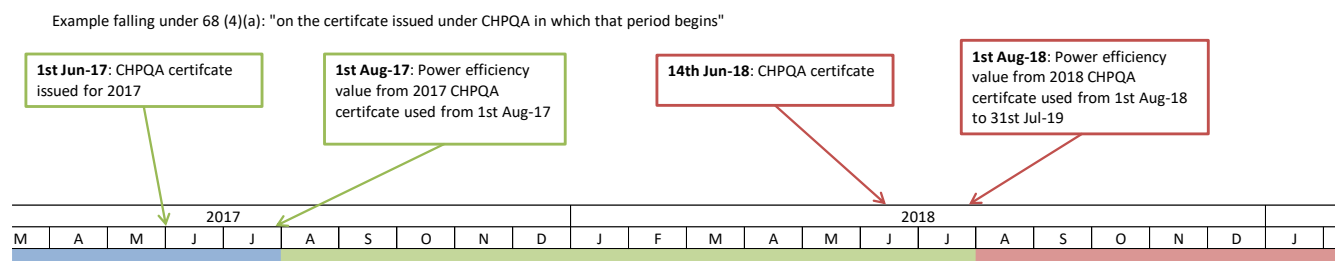 Example falling under 68 (4)(a): "on the certifcate issued under CHPQA in which that period begins"
1st Jun-17: CHPQA certifcate
issued for 2017
1st Aug-17: Power efficiency
value from 2017 CHPQA
certifcate used from 1st Aug-17
14th Jun-18: CHPQA certifcate
1st Aug-18: Power efficiency
value from 2018 CHPQA
certifcate used from 1st Aug-18
to 31st Jul-19
2017 2018
M A M J J A S O N D J F M A M J J A S O N D J